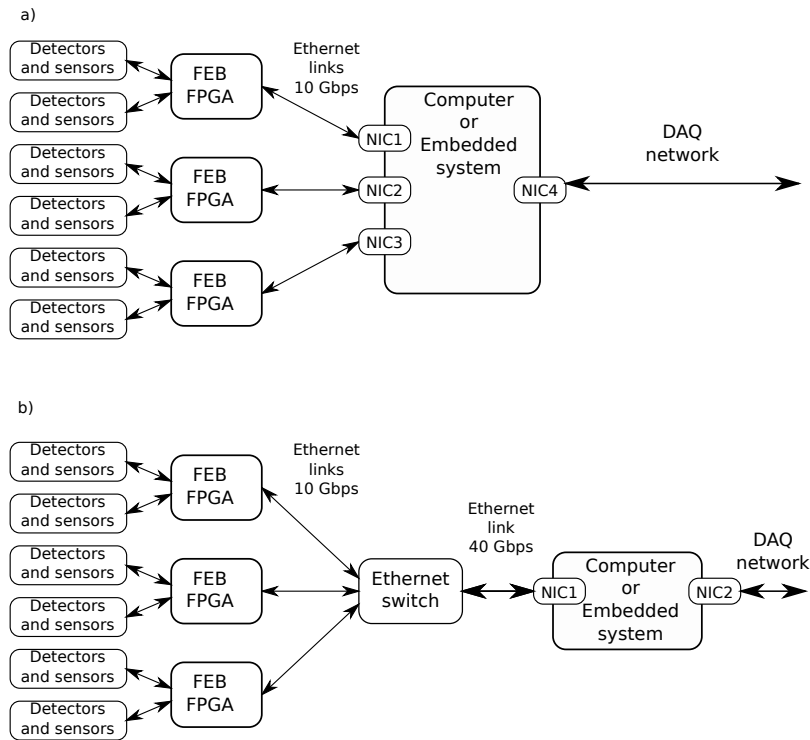 a)
Detectors
and sensors
Detectors
and sensors
Detectors
and sensors
Detectors
and sensors
Detectors
and sensors
Detectors
and sensors
FEB
FPGA
FEB
FPGA
FEB
FPGA
Ethernet
links
10 Gbps
NIC1
NIC2
NIC3
Computer
or
Embedded
system
NIC4
DAQ
network
b)
Detectors
and sensors
Detectors
and sensors
Detectors
and sensors
Detectors
and sensors
Detectors
and sensors
Detectors
and sensors
FEB
FPGA
FEB
FPGA
FEB
FPGA
Ethernet
links
10 Gbps
Ethernet
switch
Ethernet
link
40 Gbps
NIC1
Computer
or
Embedded
system
NIC2
DAQ
network